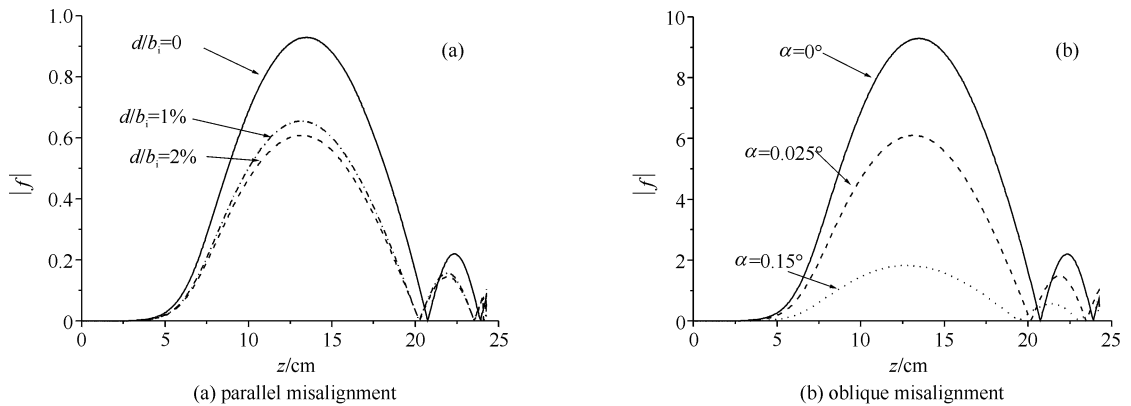 1.0
0.8
0.6
0.4
0.2
0
|f|
d/bᵢ=0
d/bᵢ=1%
d/bᵢ=2%
(a)
0 5 10 15 20 25
z/cm
(a) parallel misalignment
10
8
6
4
2
0
|f|
α=0°
α=0.025°
α=0.15°
(b)
0 5 10 15 20 25
z/cm
(b) oblique misalignment